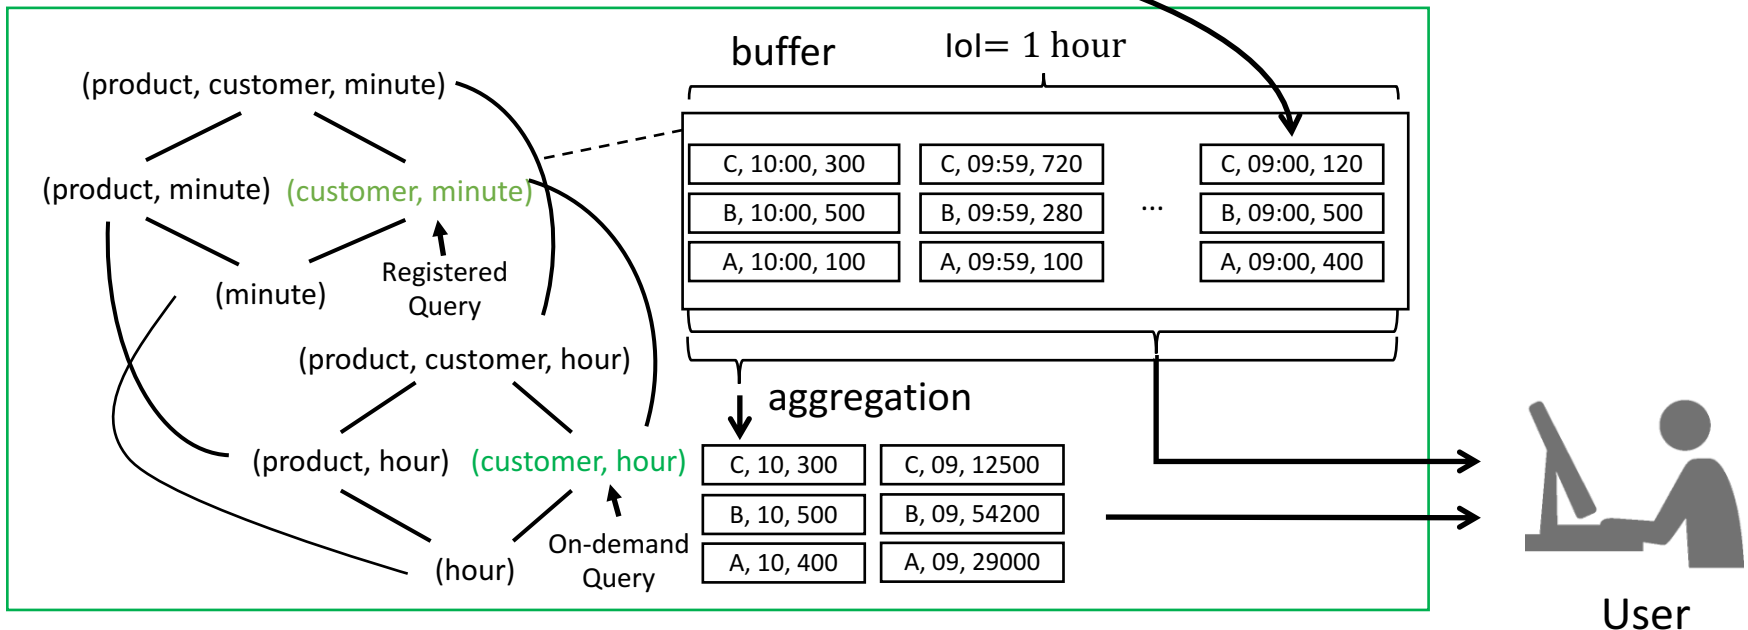 buffer
lol= 1 hour
(product, customer, minute)
(product, minute)
(customer, minute)
(minute)
Registered
Query
(product, customer, hour)
(product, hour)
(customer, hour)
(hour)
On-demand
Query
C, 10:00, 300
C, 09:59, 720
C, 09:00, 120
B, 10:00, 500
B, 09:59, 280
...
B, 09:00, 500
A, 10:00, 100
A, 09:59, 100
A, 09:00, 400
aggregation
C, 10, 300
C, 09, 12500
B, 10, 500
B, 09, 54200
A, 10, 400
A, 09, 29000
User